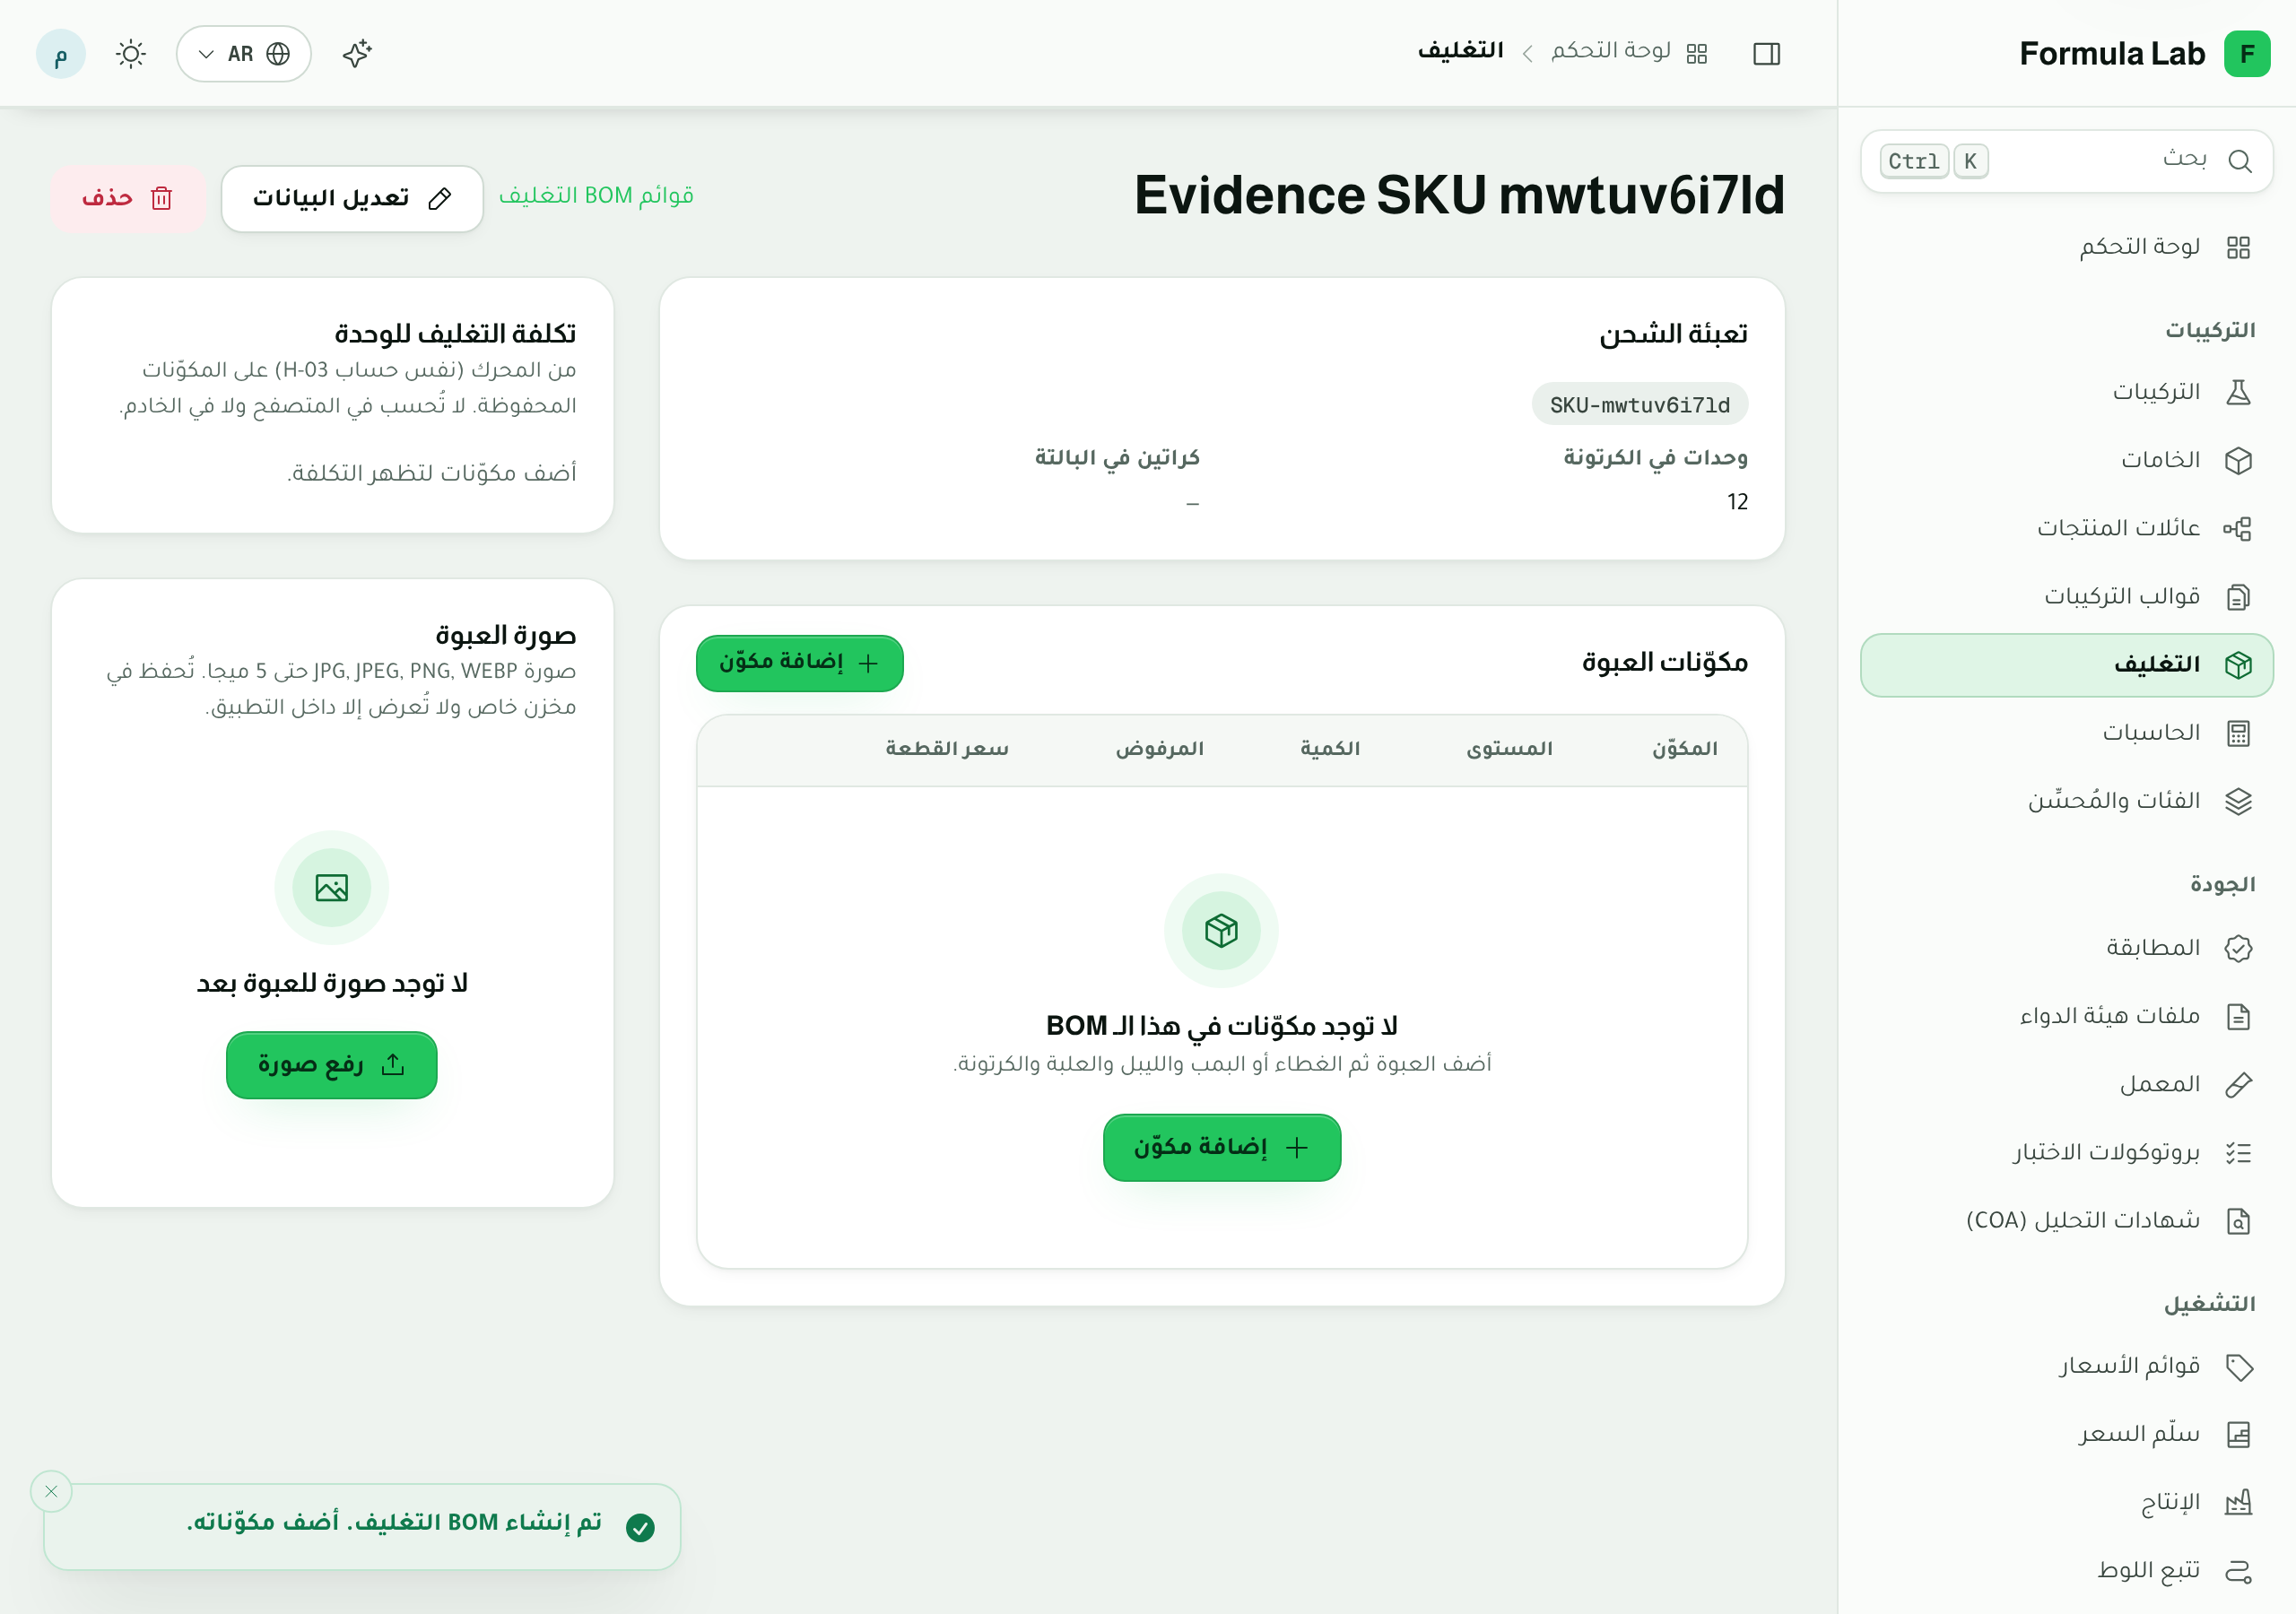 Formula Lab
F
بحث
Ctrl K
لوحة التحكم
التركيبات
التركيبات
الخامات
عائلات المنتجات
قوالب التركيبات
التغليف
الحاسبات
الفئات والمُحسِّن
الجودة
المطابقة
ملفات هيئة الدواء
المعمل
بروتوكولات الاختبار
شهادات التحليل (COA)
التشغيل
قوائم الأسعار
سلّم السعر
الإنتاج
تتبع اللوط
لوحة التحكم
التغليف
AR
م
Evidence SKU mwtuv6i7ld
قوائم BOM التغليف
تعديل البيانات
حذف
تعبئة الشحن
SKU-mwtuv6i7ld
وحدات في الكرتونة
كراتين في البالتة
12
—
مكوّنات العبوة
إضافة مكوّن
المكوّن المستوى الكمية المرفوض سعر القطعة
لا توجد مكوّنات في هذا الـ BOM
أضف العبوة ثم الغطاء أو البمب والليبل والعلبة والكرتونة.
إضافة مكوّن
تكلفة التغليف للوحدة
من المحرك (نفس حساب H-03) على المكوّنات
المحفوظة. لا تُحسب في المتصفح ولا في الخادم.
أضف مكوّنات لتظهر التكلفة.
صورة العبوة
صورة JPG, JPEG, PNG, WEBP حتى 5 ميجا. تُحفظ في
مخزن خاص ولا تُعرض إلا داخل التطبيق.
لا توجد صورة للعبوة بعد
رفع صورة
تم إنشاء BOM التغليف. أضف مكوّناته.